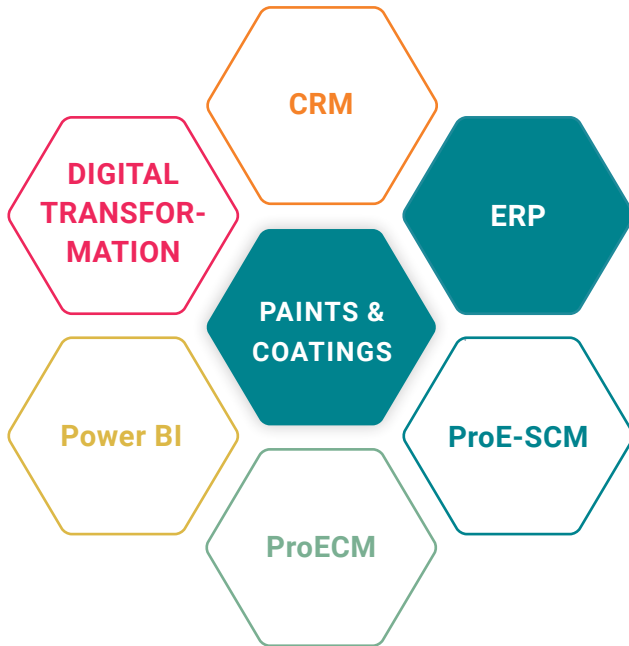 CRM
DIGITAL
TRANSFOR-
MATION
ERP
PAINTS &
COATINGS
Power BI
ProE-SCM
ProECM